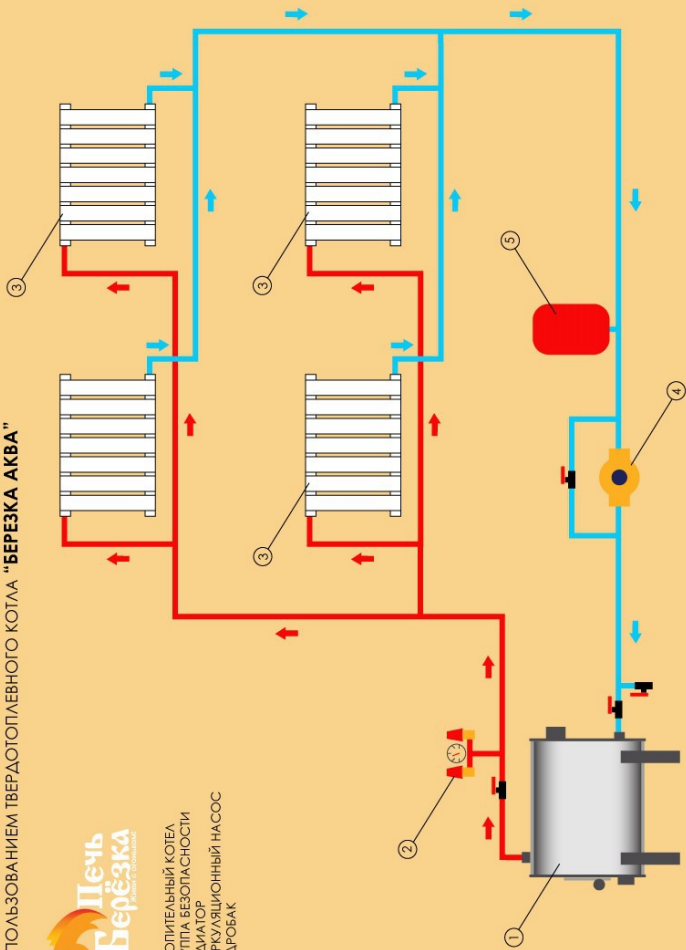 ПОЛЬЗОВАНИЕМ ТВЕРДОТОПЛЕВНОГО КОТЛА "БЕРЕЗКА АКВА"
Печь
Берёзка
ОПИТЕЛЬНЫЙ КОТЕЛ
ППА БЕЗОПАСНОСТИ
ДИАТОР
РКУЛЯЦИОННЫЙ НАСОС
ДРОБАК
3
3
3
5
4
2
1